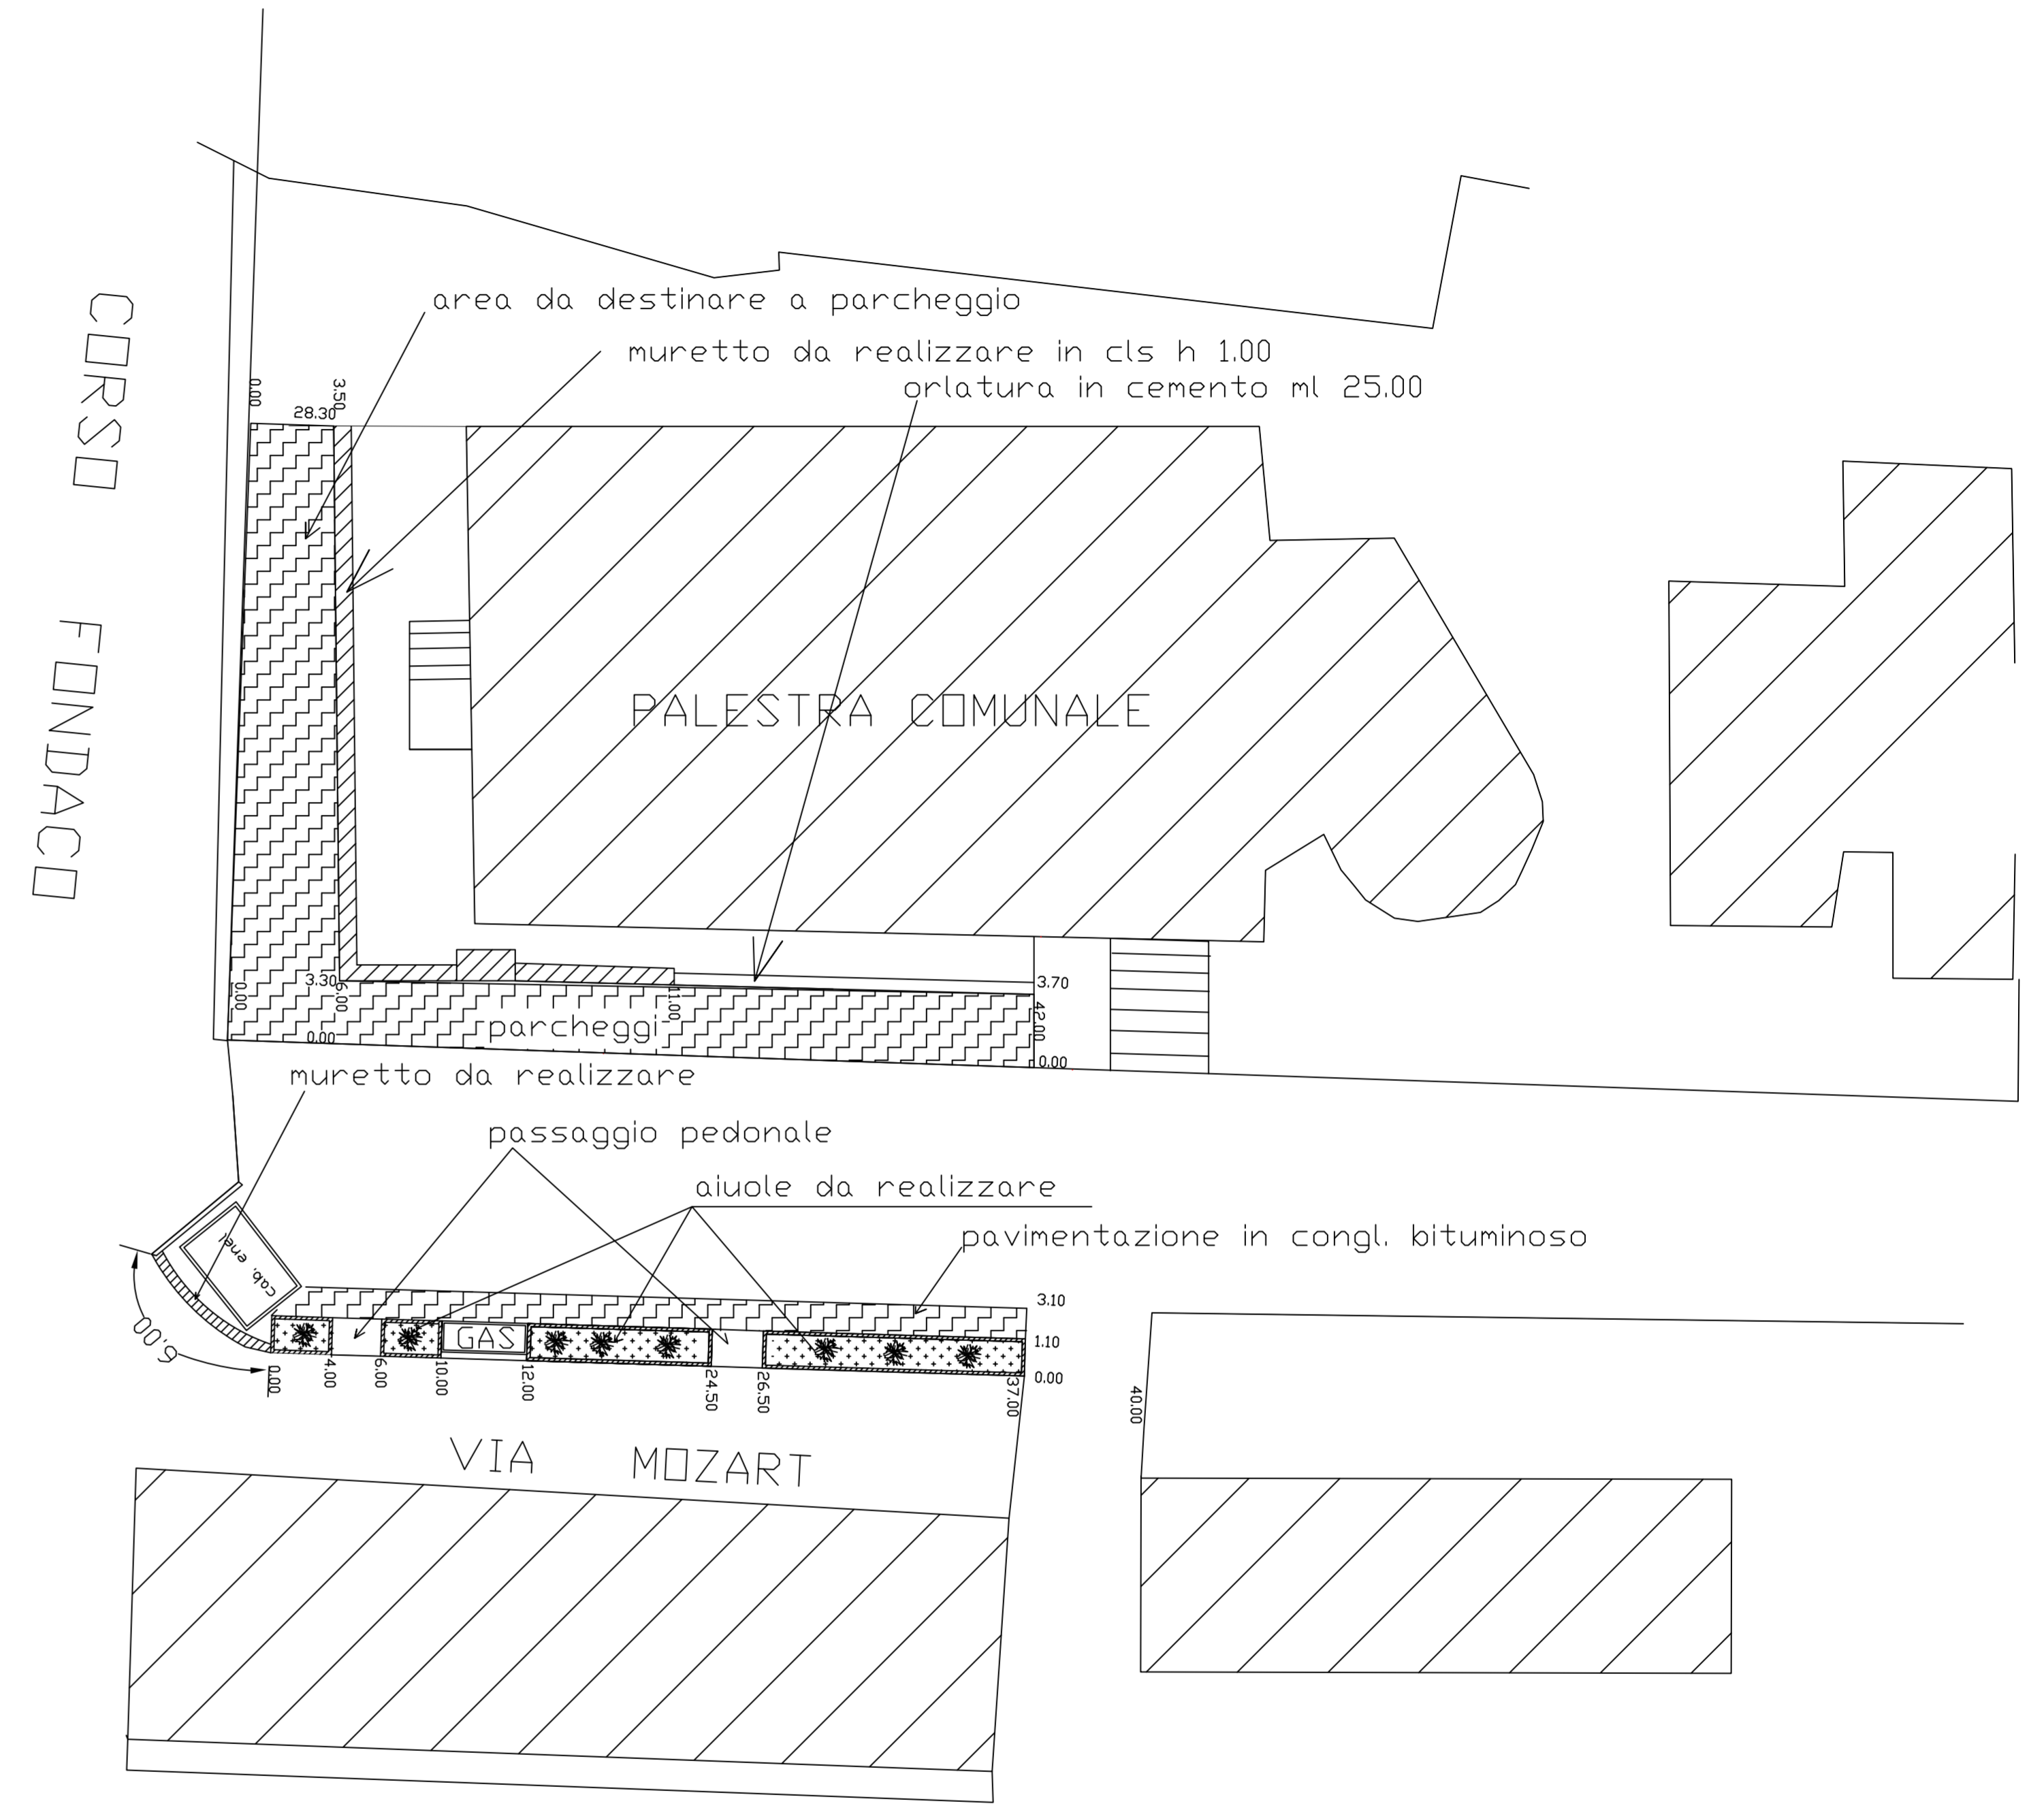 CORSO FONDACO
area da destinare a parcheggio
muretto da realizzare in cls h 1.00
orlatura in cemento ml 25.00
0.00
3.50
28.30
PALESTRA COMUNALE
3.30
0.00
6.00
11.00
3.70
42.00
parcheggi
0.00
0.00
muretto da realizzare
passaggio pedonale
aiuole da realizzare
pavimentazione in congl. bituminoso
cab. enel
6.00
GAS
3.10
1.10
0.00
0.00
4.00
6.00
10.00
12.00
24.50
26.50
37.00
40.00
VIA MOZART